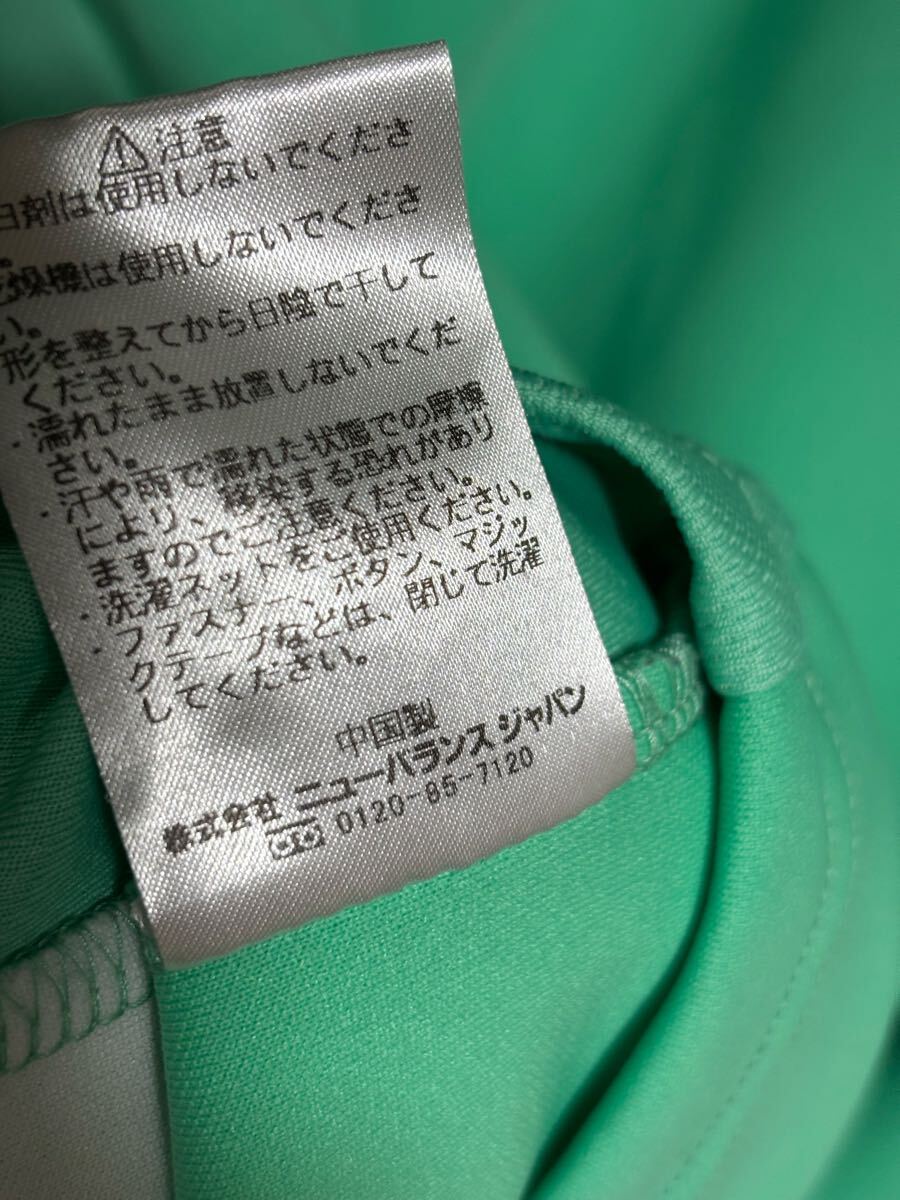 ⚠注意
白剤は使用しないでくださ
い。
乾燥機は使用しないでくださ
い。
形を整えてから日陰で干して
ください。
・濡れたまま放置しないでくだ
さい。
・汗や雨で濡れた状態での摩擦
により、移染する恐れがあり
ますのでご注意ください。
・洗濯ネットをご使用ください。
・ファスナー、ボタン、マジッ
クテープなどは、閉じて洗濯
してください。
中国製
株式会社 ニューバランス ジャパン
0120-85-7120